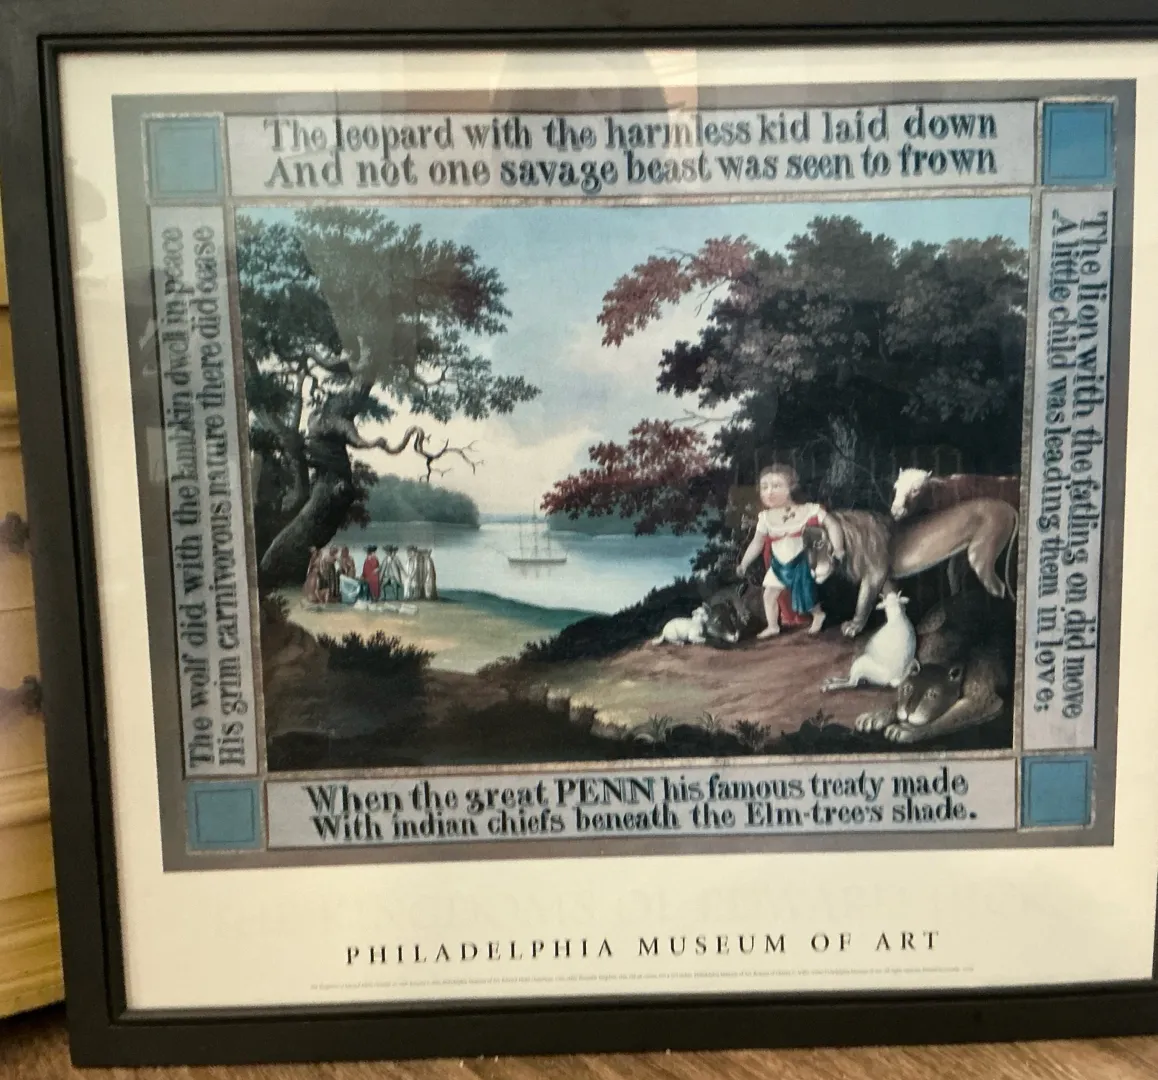 The wolf did with the lambkin dwell in peace
His grim carnivorous nature there did cease
The leopard with the harmless kid laid down
And not one savage beast was seen to frown
The lion with the fatling on did move
A little child was leading them in love;
When the great PENN his famous treaty made
With indian chiefs beneath the Elm-tree's shade.
PHILADELPHIA MUSEUM OF ART